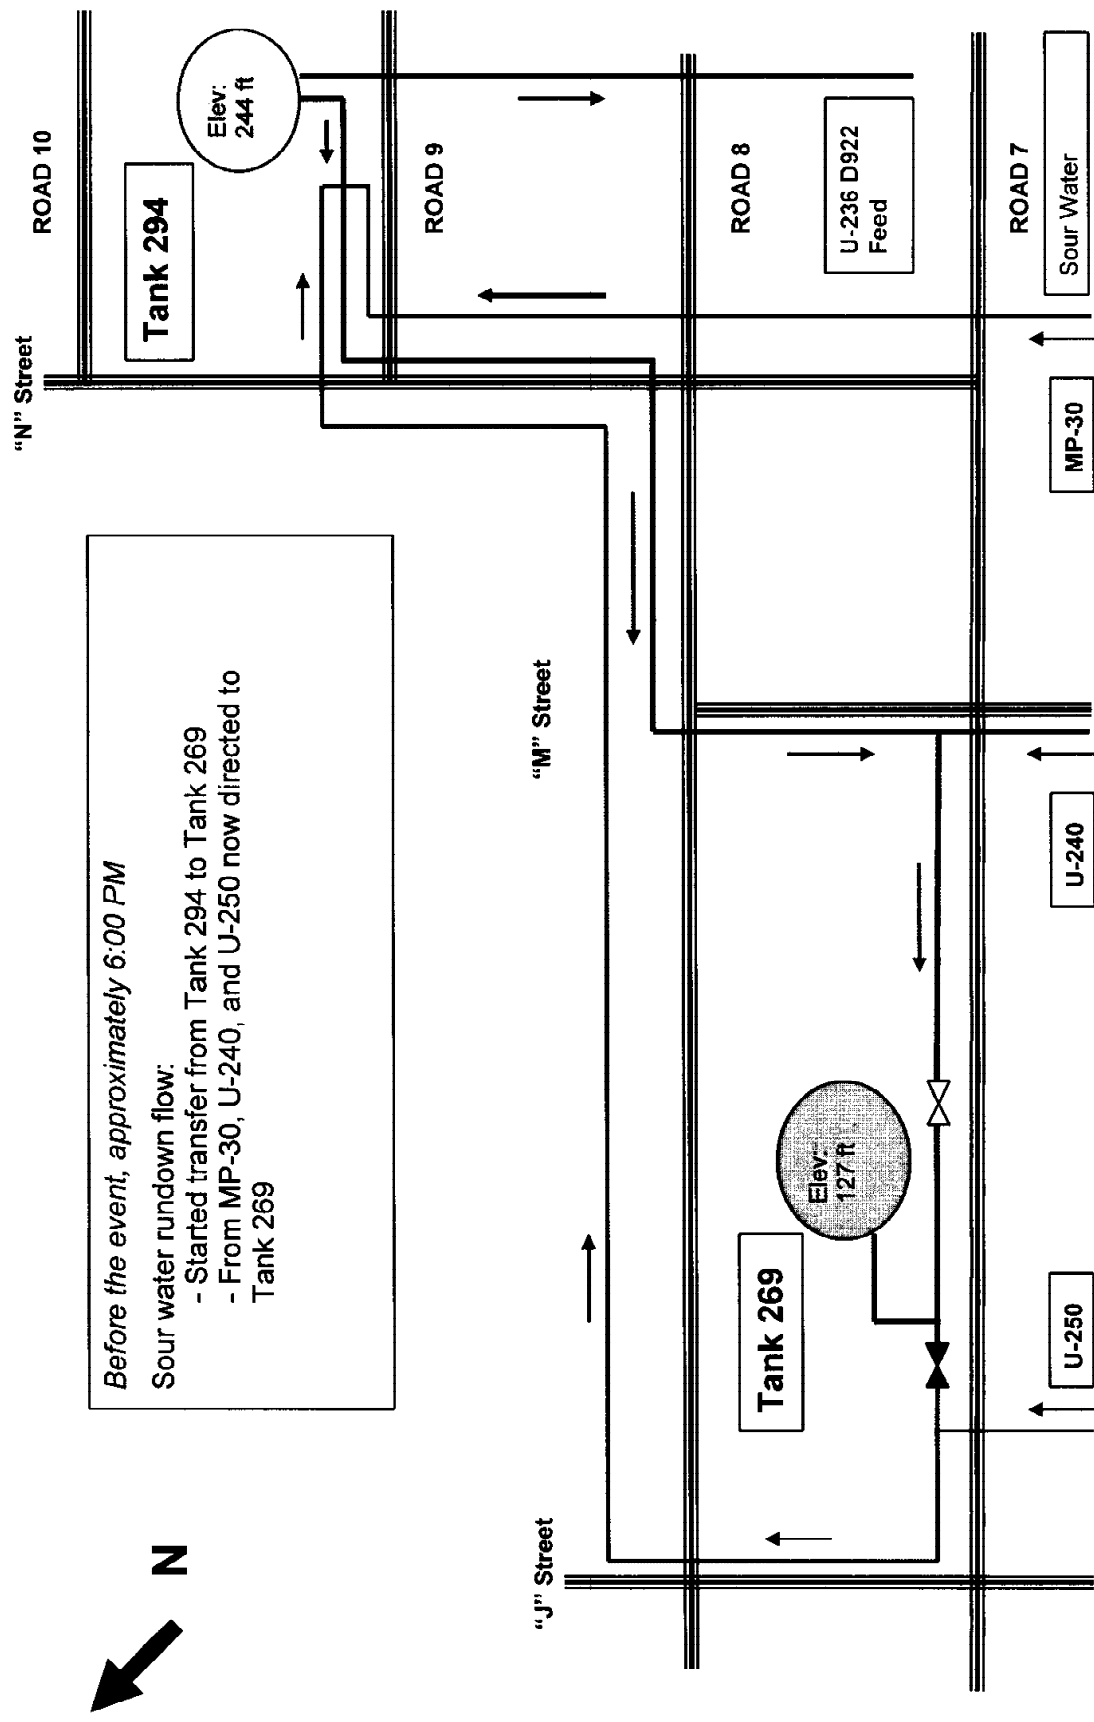 Before the event, approximately 6:00 PM
Sour water rundown flow:
- Started transfer from Tank 294 to Tank 269
- From MP-30, U-240, and U-250 now directed to
Tank 269
N
"J" Street
"M" Street
"N" Street
ROAD 10
Tank 294
Elev:
244 ft
ROAD 9
ROAD 8
Tank 269
Elev:
127 ft
U-236 D922
Feed
ROAD 7
U-250
U-240
MP-30
Sour Water